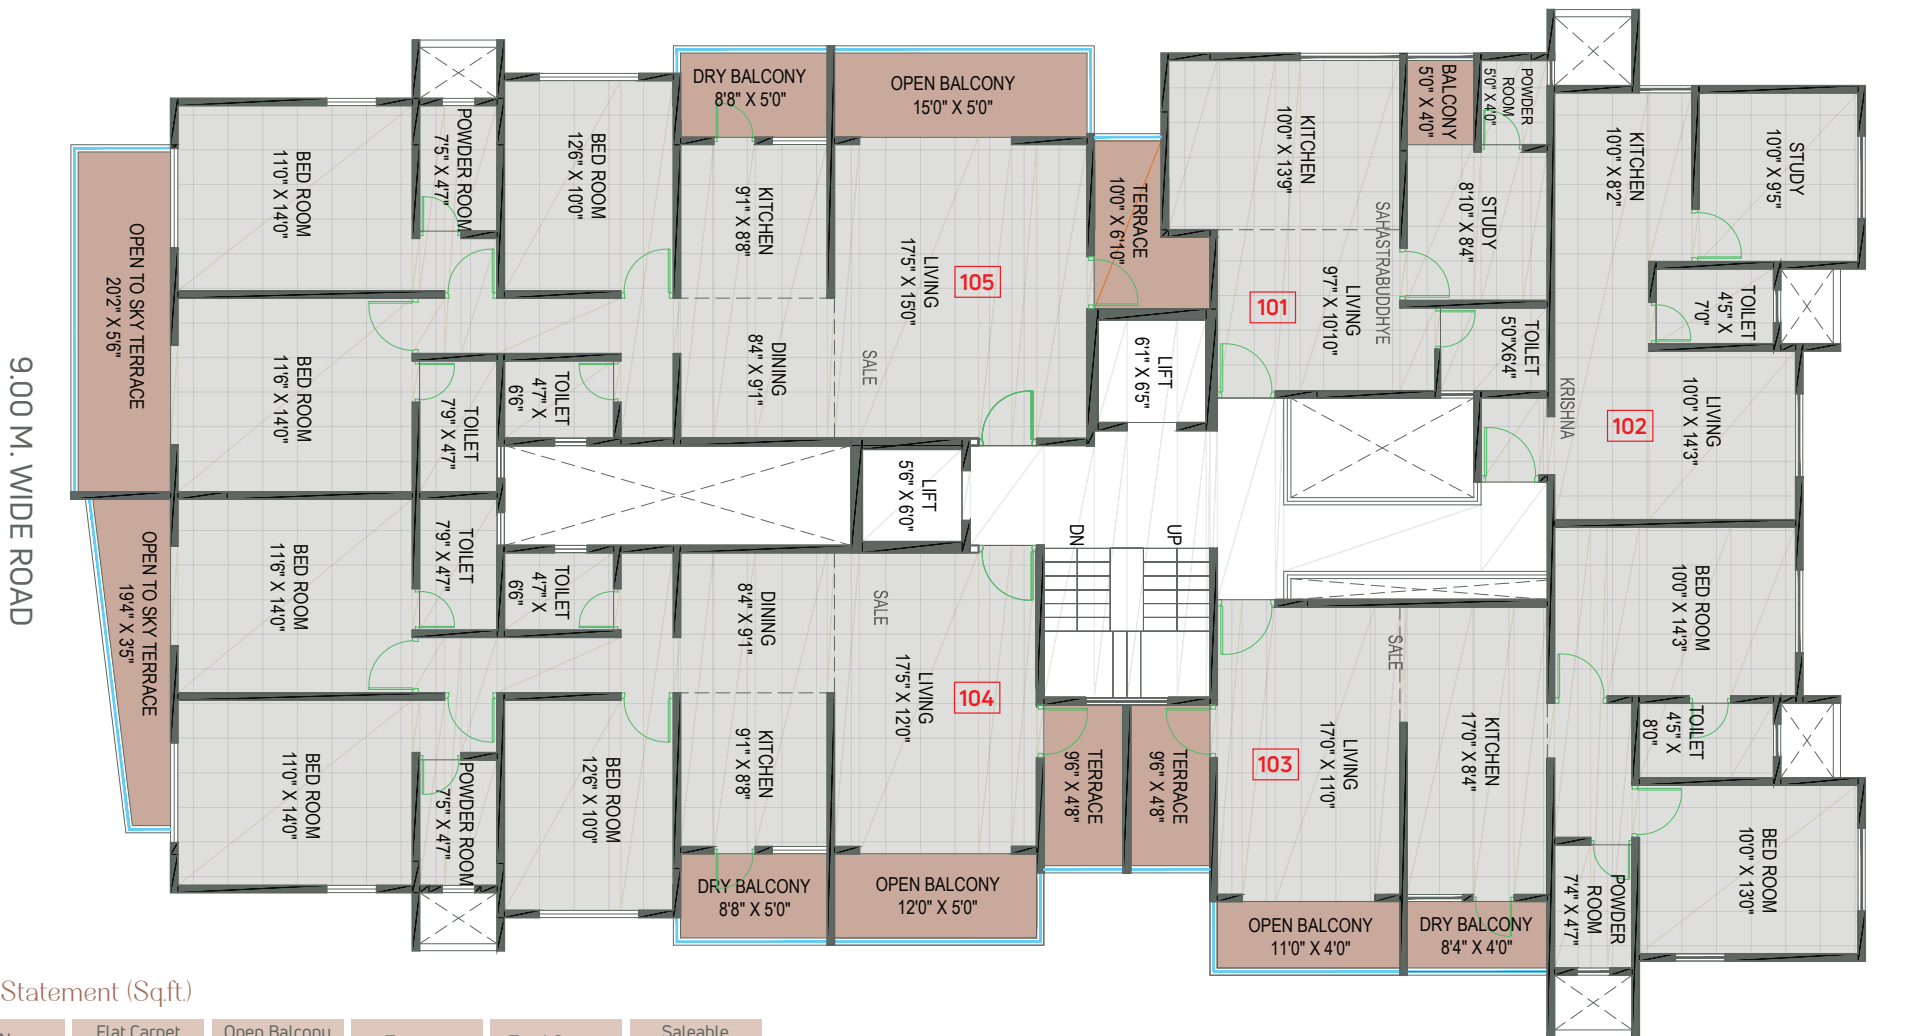 9.00 M. WIDE ROAD
OPEN TO SKY TERRACE
20'2" X 5'6"
OPEN TO SKY TERRACE
19'4" X 3'5"
BED ROOM
11'0" X 14'0"
POWDER ROOM
7'5" X 4'7"
BED ROOM
12'6" X 10'0"
DRY BALCONY
8'8" X 5'0"
OPEN BALCONY
15'0" X 5'0"
KITCHEN
9'1" X 8'8"
LIVING
17'5" X 15'0"
105
TERRACE
10'0" X 6'10"
BED ROOM
11'6" X 14'0"
TOILET
7'9" X 4'7"
TOILET
4'7" X
6'6"
DINING
8'4" X 9'1"
SALE
LIFT
6'1" X 6'5"
LIFT
5'6" X 6'0"
DN
UP
KITCHEN
10'0" X 13'9"
BALCONY
5'0" X 4'0"
POWDER
ROOM
5'0" X 4'0"
STUDY
8'10" X 8'4"
SAHASTRABUDDHYE
101
LIVING
9'7" X 10'10"
TOILET
5'0"X6'4"
KITCHEN
10'0" X 8'2"
STUDY
10'0" X 9'5"
TOILET
4'5" X
7'0"
KRISHNA
102
LIVING
10'0" X 14'3"
BED ROOM
10'0" X 14'3"
TOILET
4'5" X
8'0"
BED ROOM
10'0" X 13'0"
POWDER
ROOM
7'4" X 4'7"
SALE
103
LIVING
17'0" X 11'0"
KITCHEN
17'0" X 8'4"
OPEN BALCONY
11'0" X 4'0"
DRY BALCONY
8'4" X 4'0"
TERRACE
9'6" X 4'8"
TERRACE
9'6" X 4'8"
BED ROOM
11'6" X 14'0"
TOILET
7'9" X 4'7"
TOILET
4'7" X
6'6"
DINING
8'4" X 9'1"
SALE
LIVING
17'5" X 12'0"
104
BED ROOM
11'0" X 14'0"
POWDER ROOM
7'5" X 4'7"
BED ROOM
12'6" X 10'0"
KITCHEN
9'1" X 8'8"
DRY BALCONY
8'8" X 5'0"
OPEN BALCONY
12'0" X 5'0"
Statement (Sq.ft.)
Flat Carpet
Open Balcony
Saleable